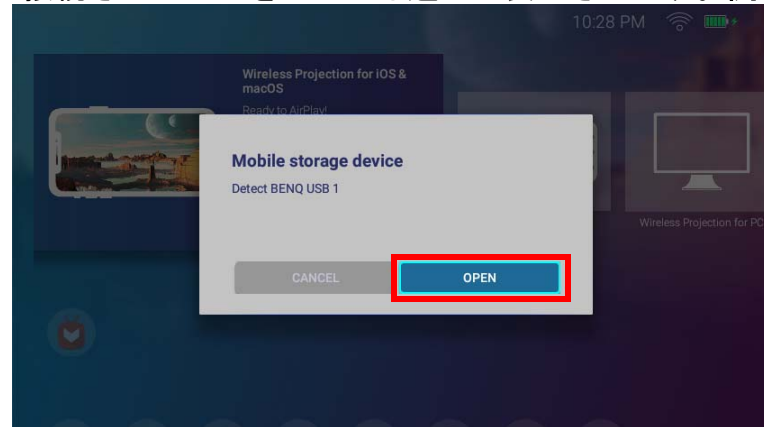 10:28 PM
Wireless Projection for iOS &
macOS
Ready to AirPlay!
Mobile storage device
Detect BENQ USB 1
CANCEL
OPEN
Wireless Projection for PC